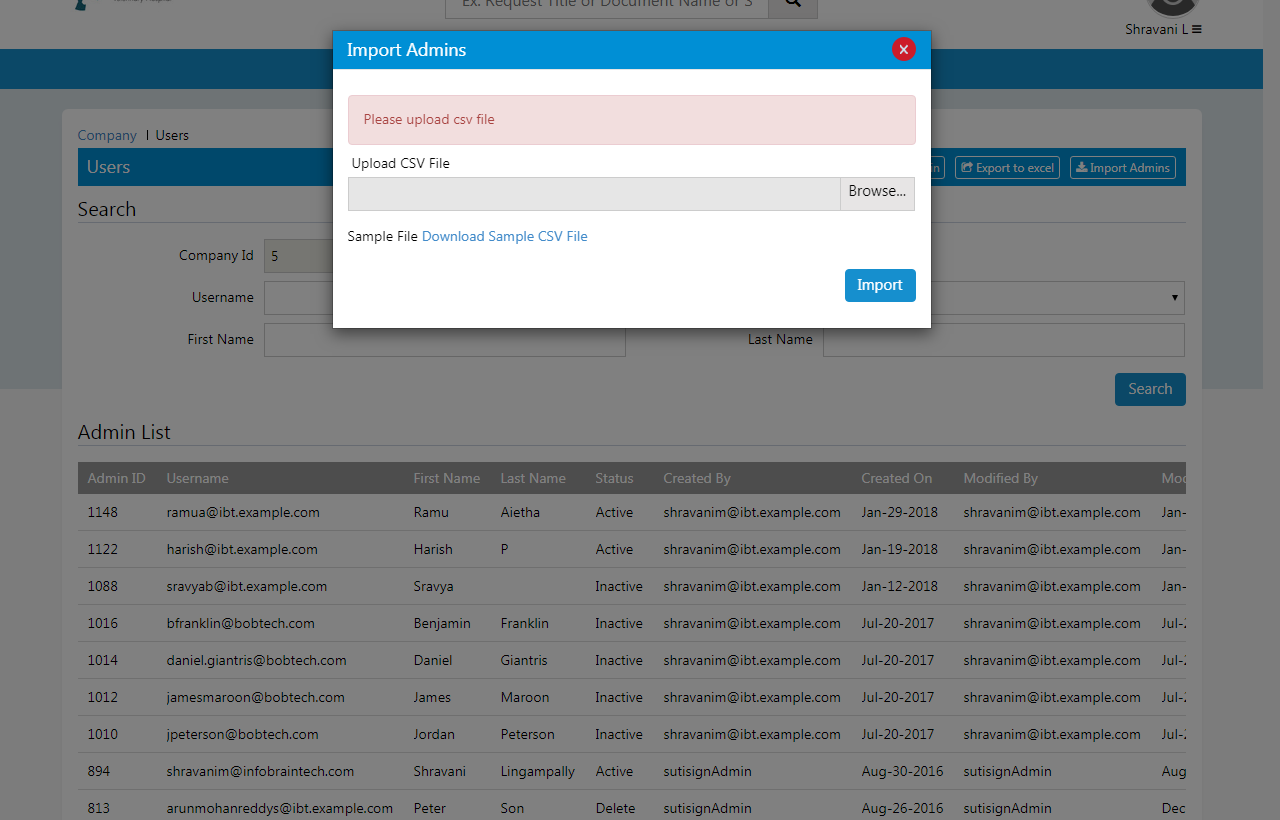 Ex: Request Title or Document Name or S
Shravani L
Import Admins
Please upload csv file
Company | Users
Upload CSV File
Users
Export to excel
Import Admins
Browse...
Search
Sample File Download Sample CSV File
Company Id 5
Import
Username
First Name
Last Name
Search
Admin List
Admin ID Username First Name Last Name Status Created By Created On Modified By
1148 ramua@ibt.example.com Ramu Aietha Active shravanim@ibt.example.com Jan-29-2018 shravanim@ibt.example.com Jan-
1122 harish@ibt.example.com Harish P Active shravanim@ibt.example.com Jan-19-2018 shravanim@ibt.example.com Jan-
1088 sravyab@ibt.example.com Sravya Inactive shravanim@ibt.example.com Jan-12-2018 shravanim@ibt.example.com Jan-
1016 bfranklin@bobtech.com Benjamin Franklin Inactive shravanim@ibt.example.com Jul-20-2017 shravanim@ibt.example.com Jul-2
1014 daniel.giantris@bobtech.com Daniel Giantris Inactive shravanim@ibt.example.com Jul-20-2017 shravanim@ibt.example.com Jul-2
1012 jamesmaroon@bobtech.com James Maroon Inactive shravanim@ibt.example.com Jul-20-2017 shravanim@ibt.example.com Jul-2
1010 jpeterson@bobtech.com Jordan Peterson Inactive shravanim@ibt.example.com Jul-20-2017 shravanim@ibt.example.com Jul-2
894 shravanim@infobraintech.com Shravani Lingampally Active sutisignAdmin Aug-30-2016 sutisignAdmin Aug
813 arunmohanreddys@ibt.example.com Peter Son Delete sutisignAdmin Aug-26-2016 sutisignAdmin Dec